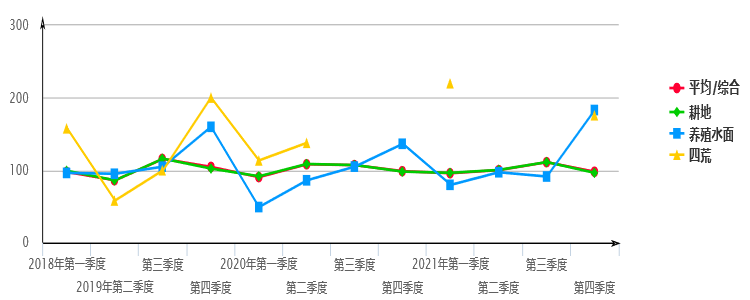 300
200
100
0
平均/综合
耕地
养殖水面
四荒
2018年第一季度 第三季度 2020年第一季度 第三季度 2021年第一季度 第三季度
2019年第二季度 第四季度 第二季度 第四季度 第二季度 第四季度